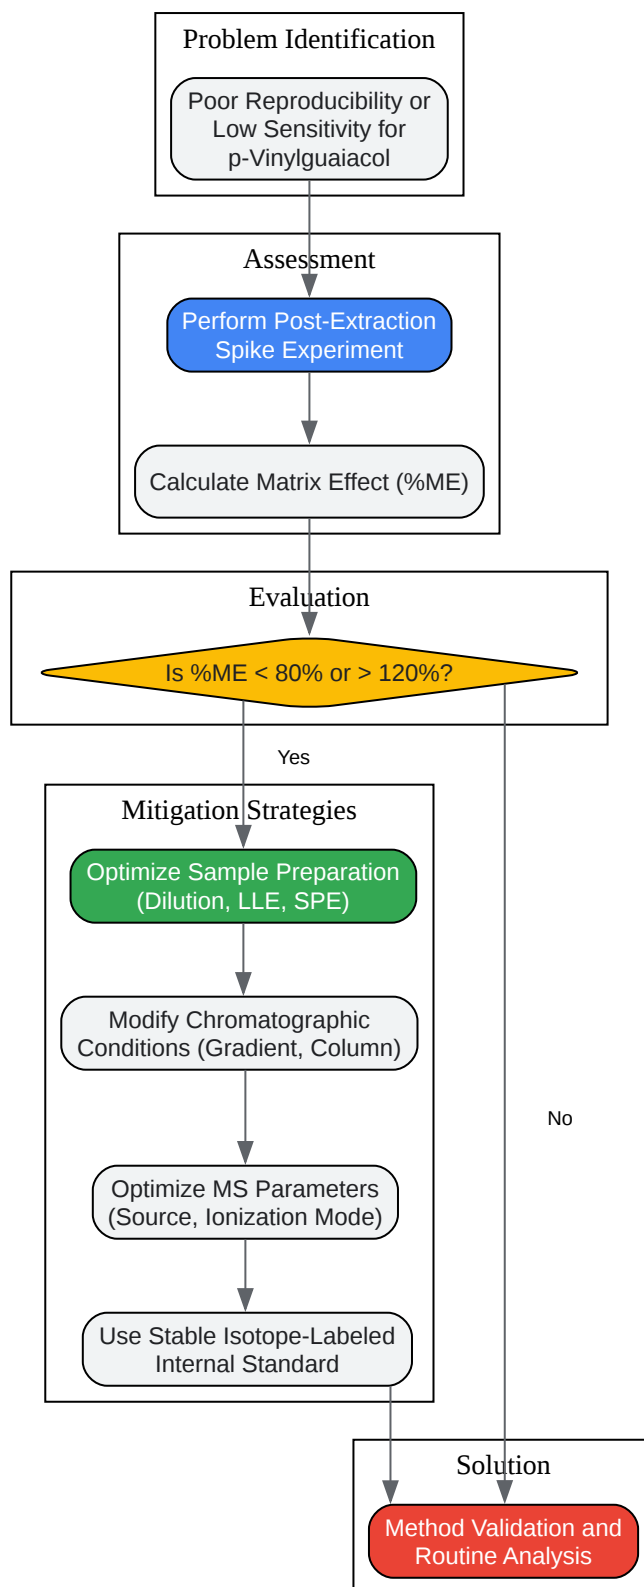 Problem Identification
Poor Reproducibility or
Low Sensitivity for
p-Vinylguaiacol
Assessment
Perform Post-Extraction
Spike Experiment
Calculate Matrix Effect (%ME)
Evaluation
Is %ME < 80% or > 120%?
Yes
Mitigation Strategies
Optimize Sample Preparation
(Dilution, LLE, SPE)
Modify Chromatographic
Conditions (Gradient, Column)
No
Optimize MS Parameters
(Source, Ionization Mode)
Use Stable Isotope-Labeled
Internal Standard
Solution
Method Validation and
Routine Analysis